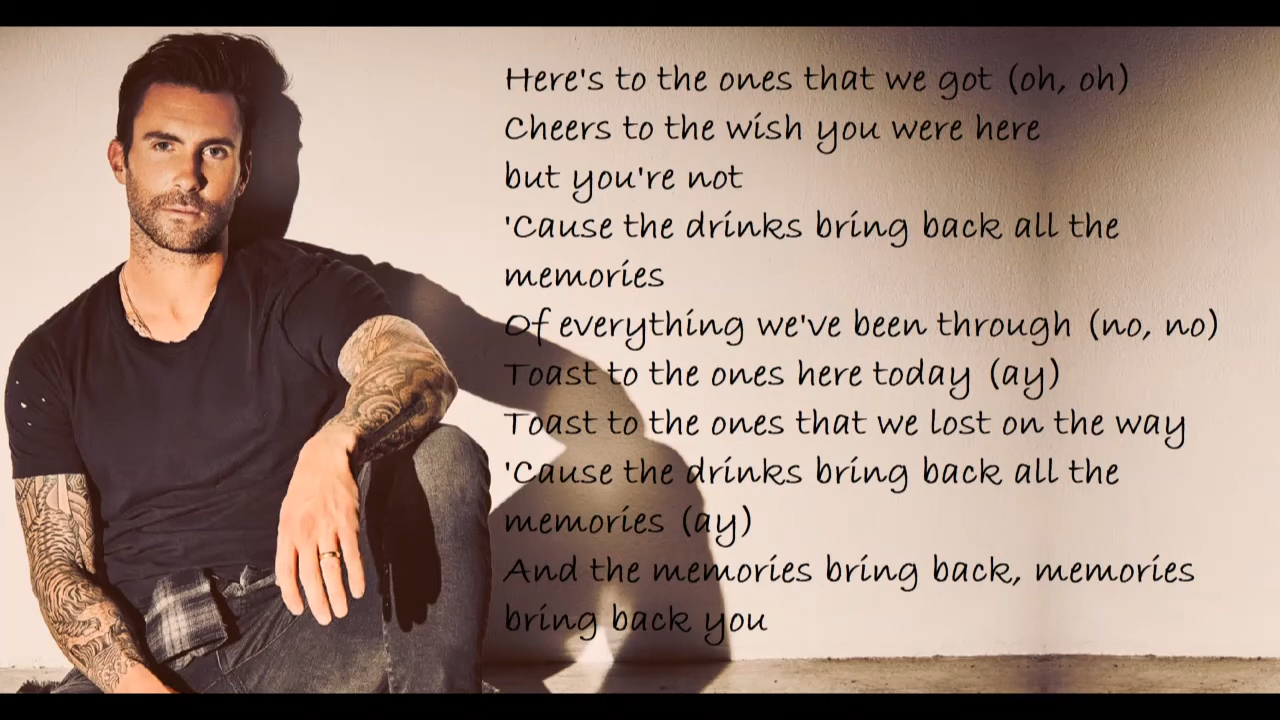 Here's to the ones that we got (oh, oh)
Cheers to the wish you were here
but you're not
'Cause the drinks bring back all the
memories
Of everything we've been through (no, no)
Toast to the ones here today (ay)
Toast to the ones that we lost on the way
'Cause the drinks bring back all the
memories (ay)
And the memories bring back, memories
bring back you